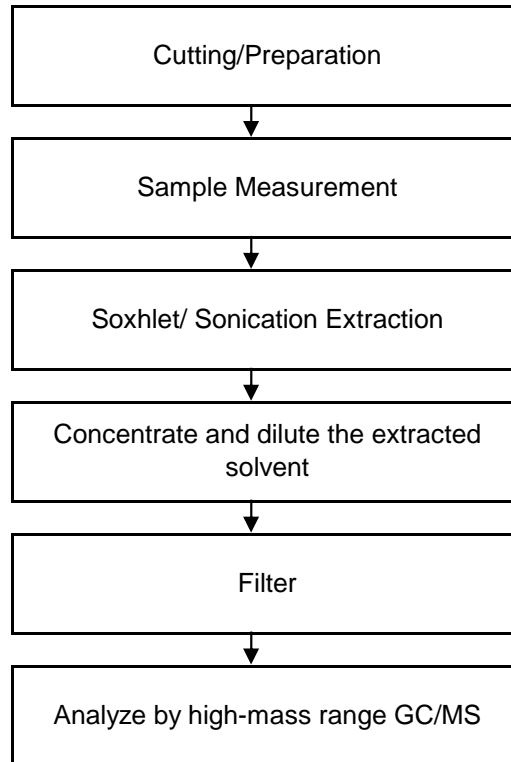 Cutting/Preparation
Sample Measurement
Soxhlet/ Sonication Extraction
Concentrate and dilute the extracted
solvent
Filter
Analyze by high-mass range GC/MS